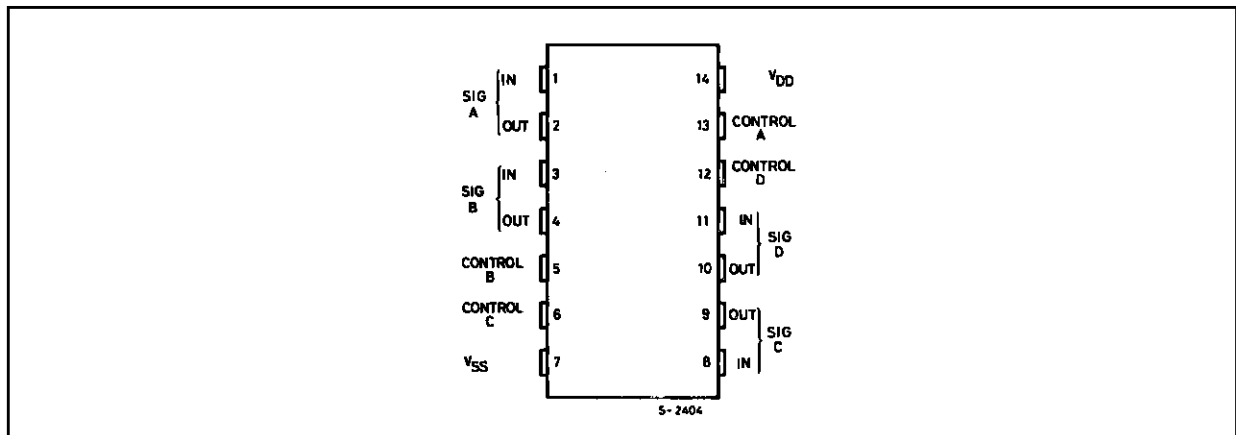 IN 1 14 VDD
SIG A
OUT 2 13 CONTROL A
IN 3 12 CONTROL D
SIG B
OUT 4 11 IN
SIG D
CONTROL B 5 10 OUT
CONTROL C 6 9 OUT
SIG C
VSS 7 8 IN
S-2404